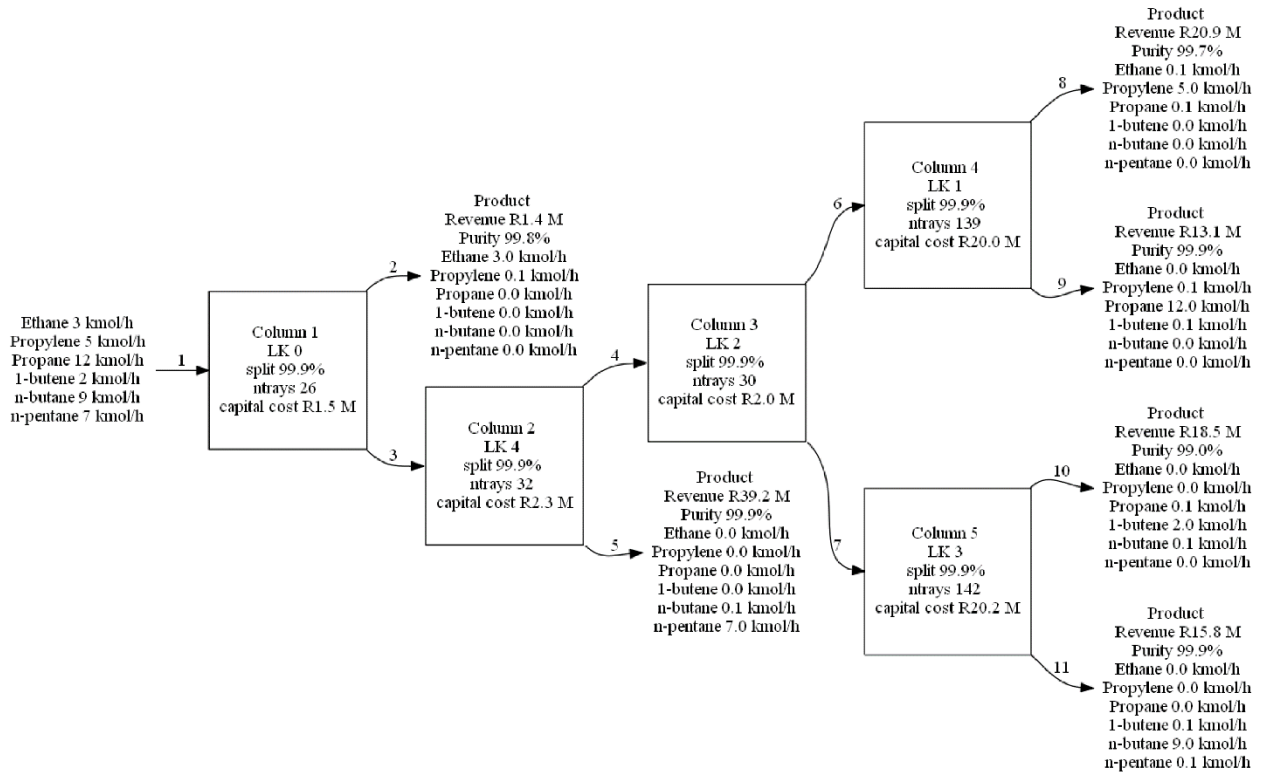 Ethane 3 kmol/h
Propylene 5 kmol/h
Propane 12 kmol/h
1-butene 2 kmol/h
n-butane 9 kmol/h
n-pentane 7 kmol/h
1
Column 1
LK 0
split 99.9%
ntrays 26
capital cost R1.5 M
2
Product
Revenue R1.4 M
Purity 99.8%
Ethane 3.0 kmol/h
Propylene 0.1 kmol/h
Propane 0.0 kmol/h
1-butene 0.0 kmol/h
n-butane 0.0 kmol/h
n-pentane 0.0 kmol/h
3
Column 2
LK 4
split 99.9%
ntrays 32
capital cost R2.3 M
4
Column 3
LK 2
split 99.9%
ntrays 30
capital cost R2.0 M
5
Product
Revenue R39.2 M
Purity 99.9%
Ethane 0.0 kmol/h
Propylene 0.0 kmol/h
Propane 0.0 kmol/h
1-butene 0.0 kmol/h
n-butane 0.1 kmol/h
n-pentane 7.0 kmol/h
6
Column 4
LK 1
split 99.9%
ntrays 139
capital cost R20.0 M
7
Column 5
LK 3
split 99.9%
ntrays 142
capital cost R20.2 M
8
Product
Revenue R20.9 M
Purity 99.7%
Ethane 0.1 kmol/h
Propylene 5.0 kmol/h
Propane 0.1 kmol/h
1-butene 0.0 kmol/h
n-butane 0.0 kmol/h
n-pentane 0.0 kmol/h
9
Product
Revenue R13.1 M
Purity 99.9%
Ethane 0.0 kmol/h
Propylene 0.1 kmol/h
Propane 12.0 kmol/h
1-butene 0.1 kmol/h
n-butane 0.0 kmol/h
n-pentane 0.0 kmol/h
10
Product
Revenue R18.5 M
Purity 99.0%
Ethane 0.0 kmol/h
Propylene 0.0 kmol/h
Propane 0.1 kmol/h
1-butene 2.0 kmol/h
n-butane 0.1 kmol/h
n-pentane 0.0 kmol/h
11
Product
Revenue R15.8 M
Purity 99.9%
Ethane 0.0 kmol/h
Propylene 0.0 kmol/h
Propane 0.0 kmol/h
1-butene 0.1 kmol/h
n-butane 9.0 kmol/h
n-pentane 0.1 kmol/h